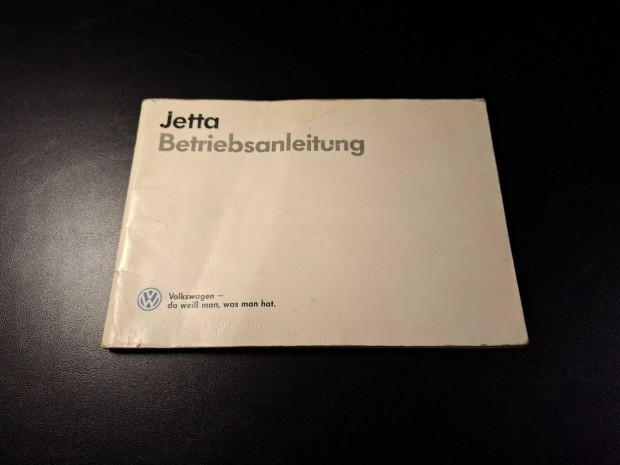 Jetta
Betriebsanleitung
Volkswagen –
da weiß man, was man hat.